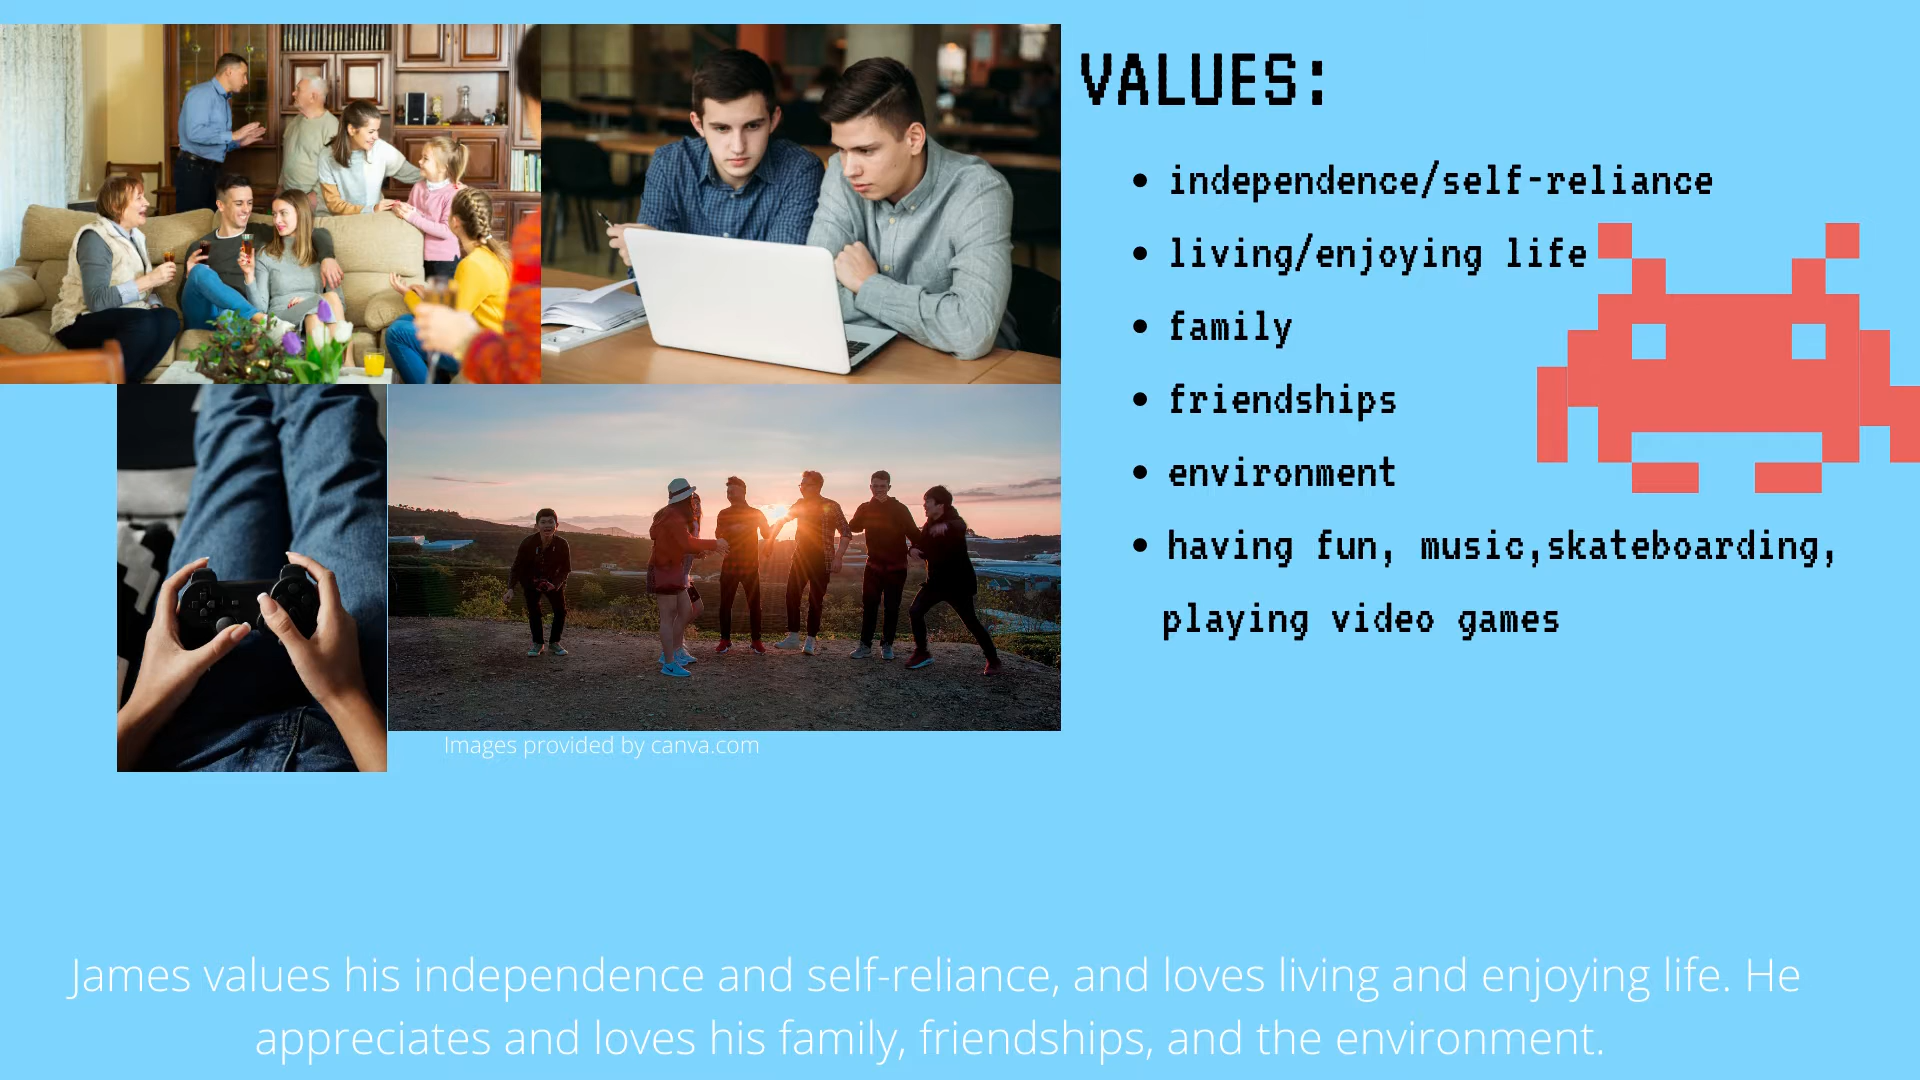 VALUES:
• independence/self-reliance
• living/enjoying life
• family
• friendships
• environment
• having fun, music,skateboarding,
playing video games
Images provided by canva.com
James values his independence and self-reliance, and loves living and enjoying life. He
appreciates and loves his family, friendships, and the environment.